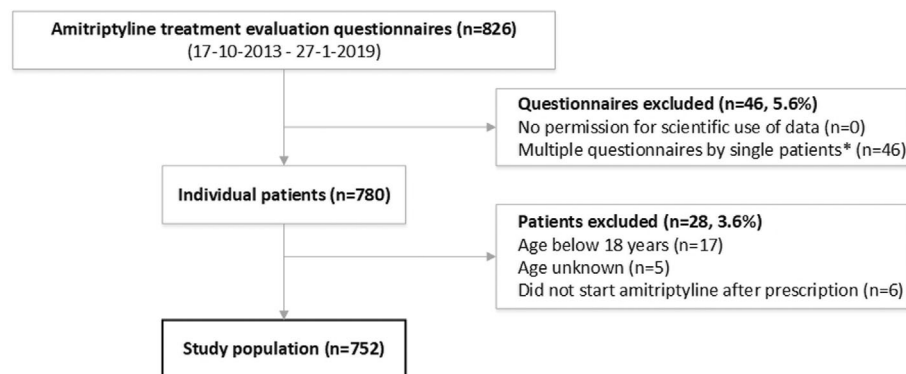 Amitriptyline treatment evaluation questionnaires (n=826)
(17-10-2013 - 27-1-2019)
Questionnaires excluded (n=46, 5.6%)
No permission for scientific use of data (n=0)
Multiple questionnaires by single patients* (n=46)
Individual patients (n=780)
Patients excluded (n=28, 3.6%)
Age below 18 years (n=17)
Age unknown (n=5)
Did not start amitriptyline after prescription (n=6)
Study population (n=752)